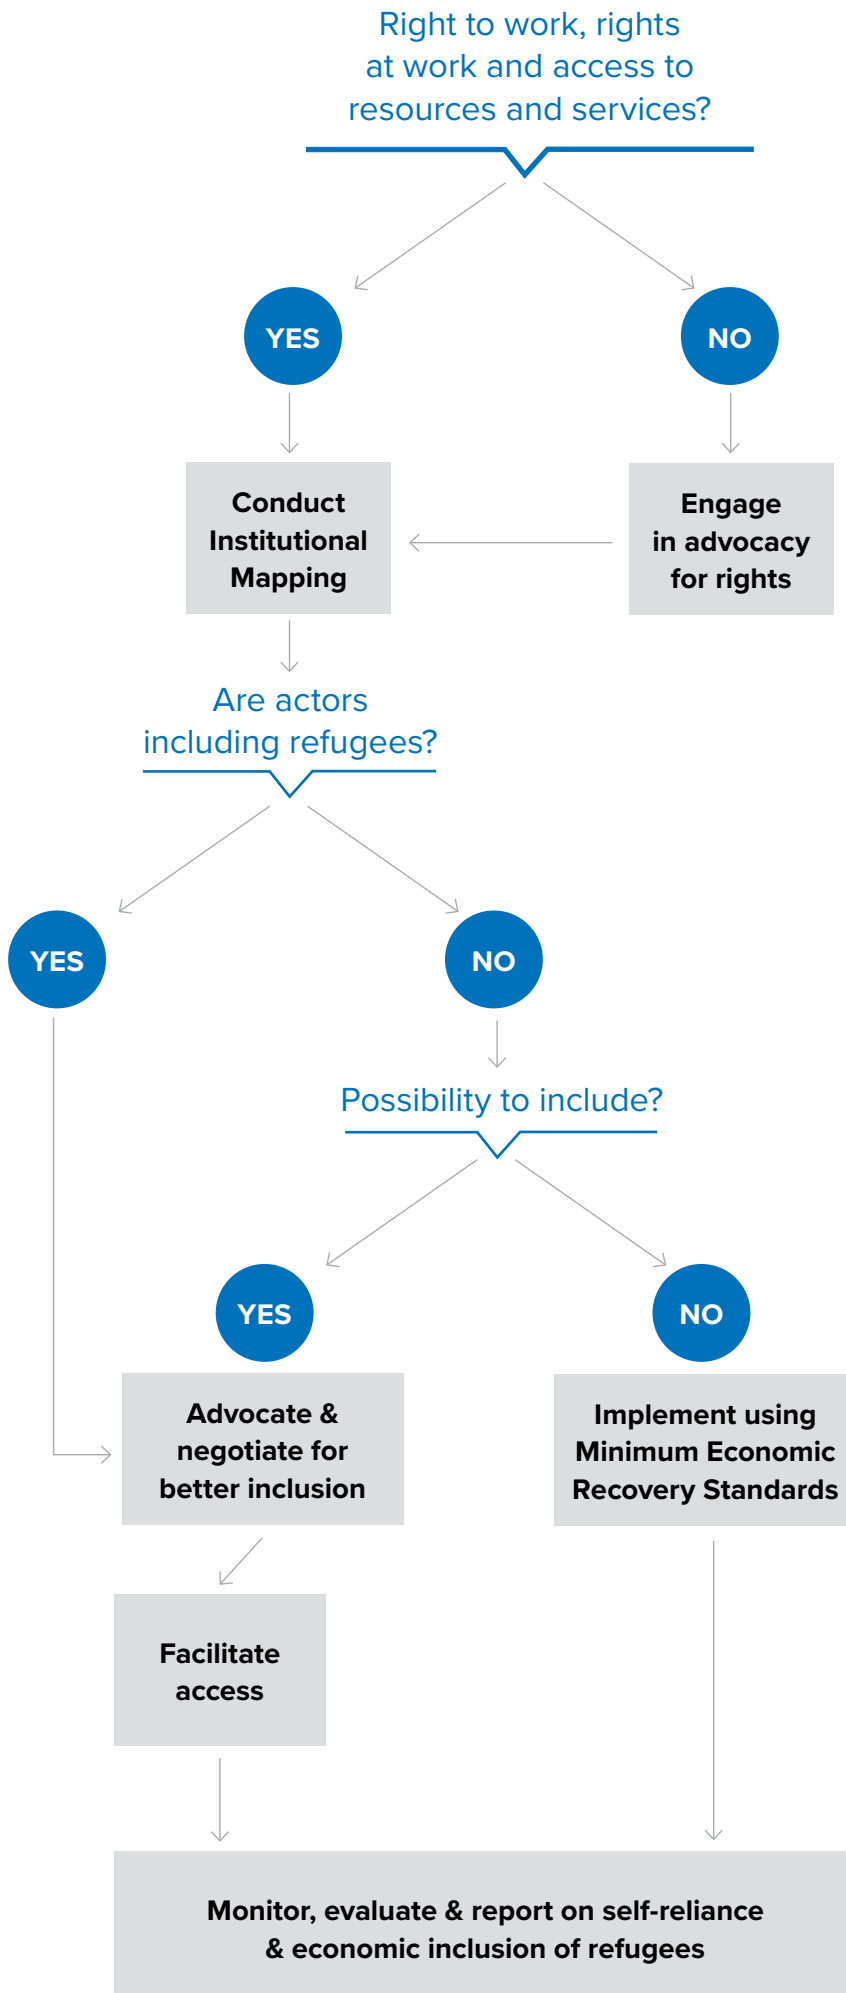 Right to work, rights
at work and access to
resources and services?
YES
NO
Conduct
Institutional
Mapping
Engage
in advocacy
for rights
Are actors
including refugees?
YES
NO
Possibility to include?
YES
NO
Advocate &
negotiate for
better inclusion
Implement using
Minimum Economic
Recovery Standards
Facilitate
access
Monitor, evaluate & report on self-reliance
& economic inclusion of refugees